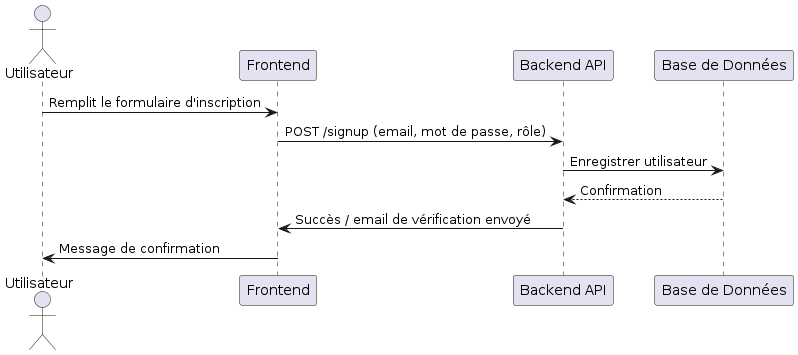 Utilisateur
Frontend
Backend API
Base de Données
Remplit le formulaire d'inscription
POST /signup (email, mot de passe, rôle)
Enregistrer utilisateur
Confirmation
Succès / email de vérification envoyé
Message de confirmation
Utilisateur
Frontend
Backend API
Base de Données